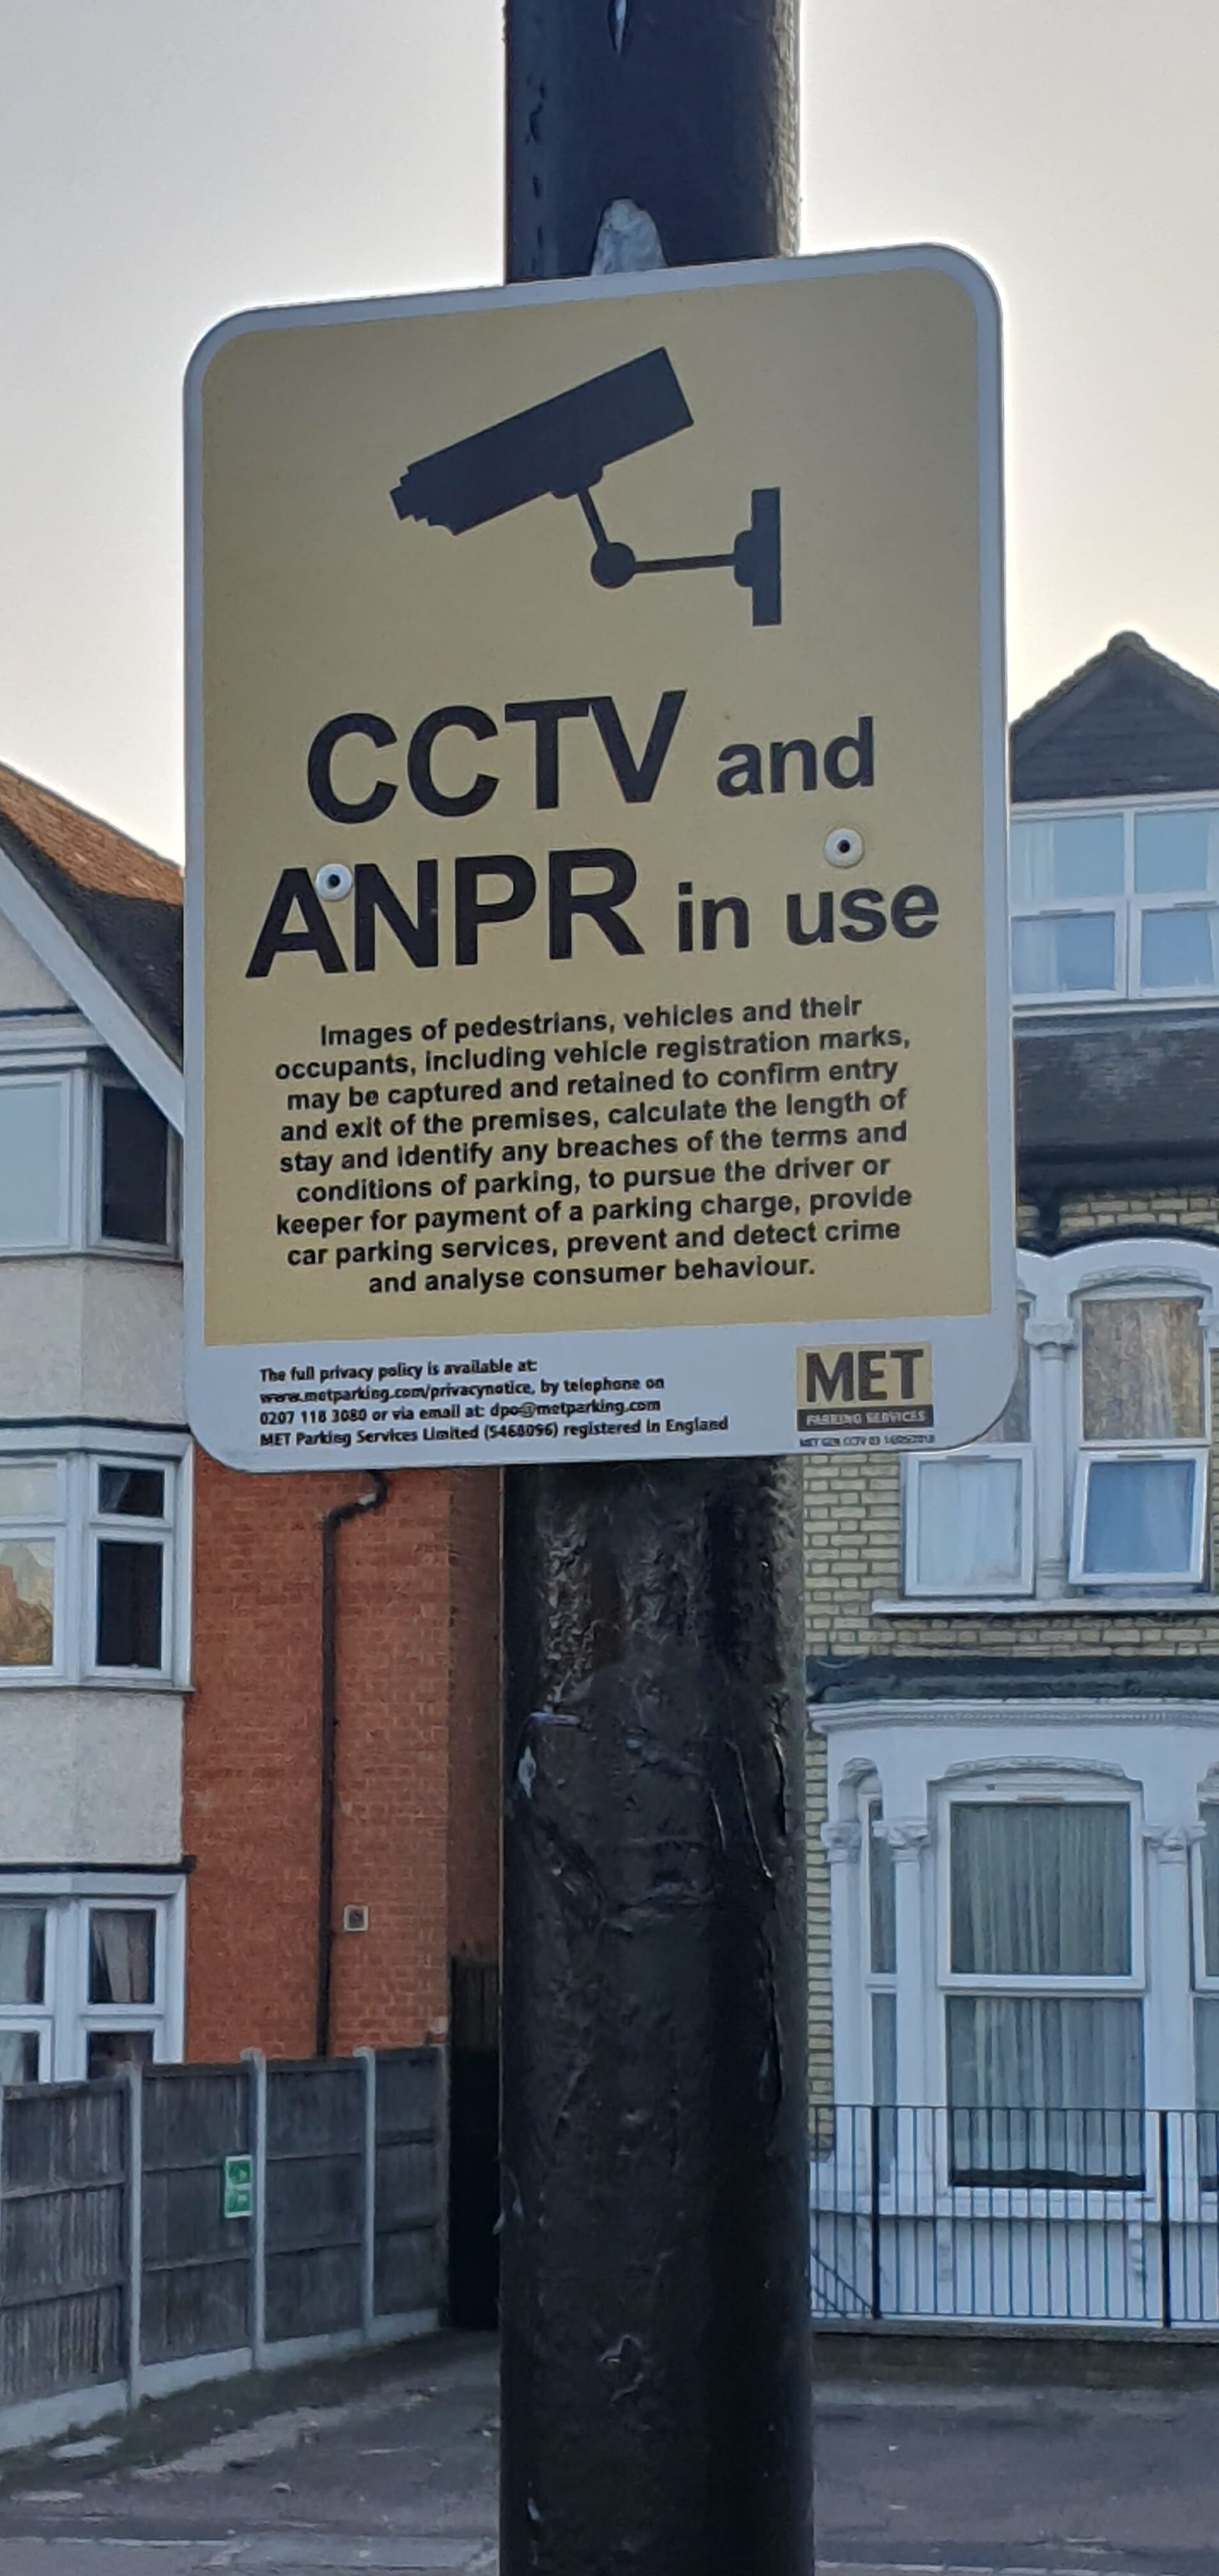 CCTV and
ANPR in use
Images of pedestrians, vehicles and their
occupants, including vehicle registration marks,
may be captured and retained to confirm entry
and exit of the premises, calculate the length of
stay and identify any breaches of the terms and
conditions of parking, to pursue the driver or
keeper for payment of a parking charge, provide
car parking services, prevent and detect crime
and analyse consumer behaviour.
The full privacy policy is available at:
www.metparking.com/privacynotice, by telephone on
0207 118 3080 or via email at: dpo@metparking.com
MET Parking Services Limited (5468096) registered in England
MET
PARKING SERVICES